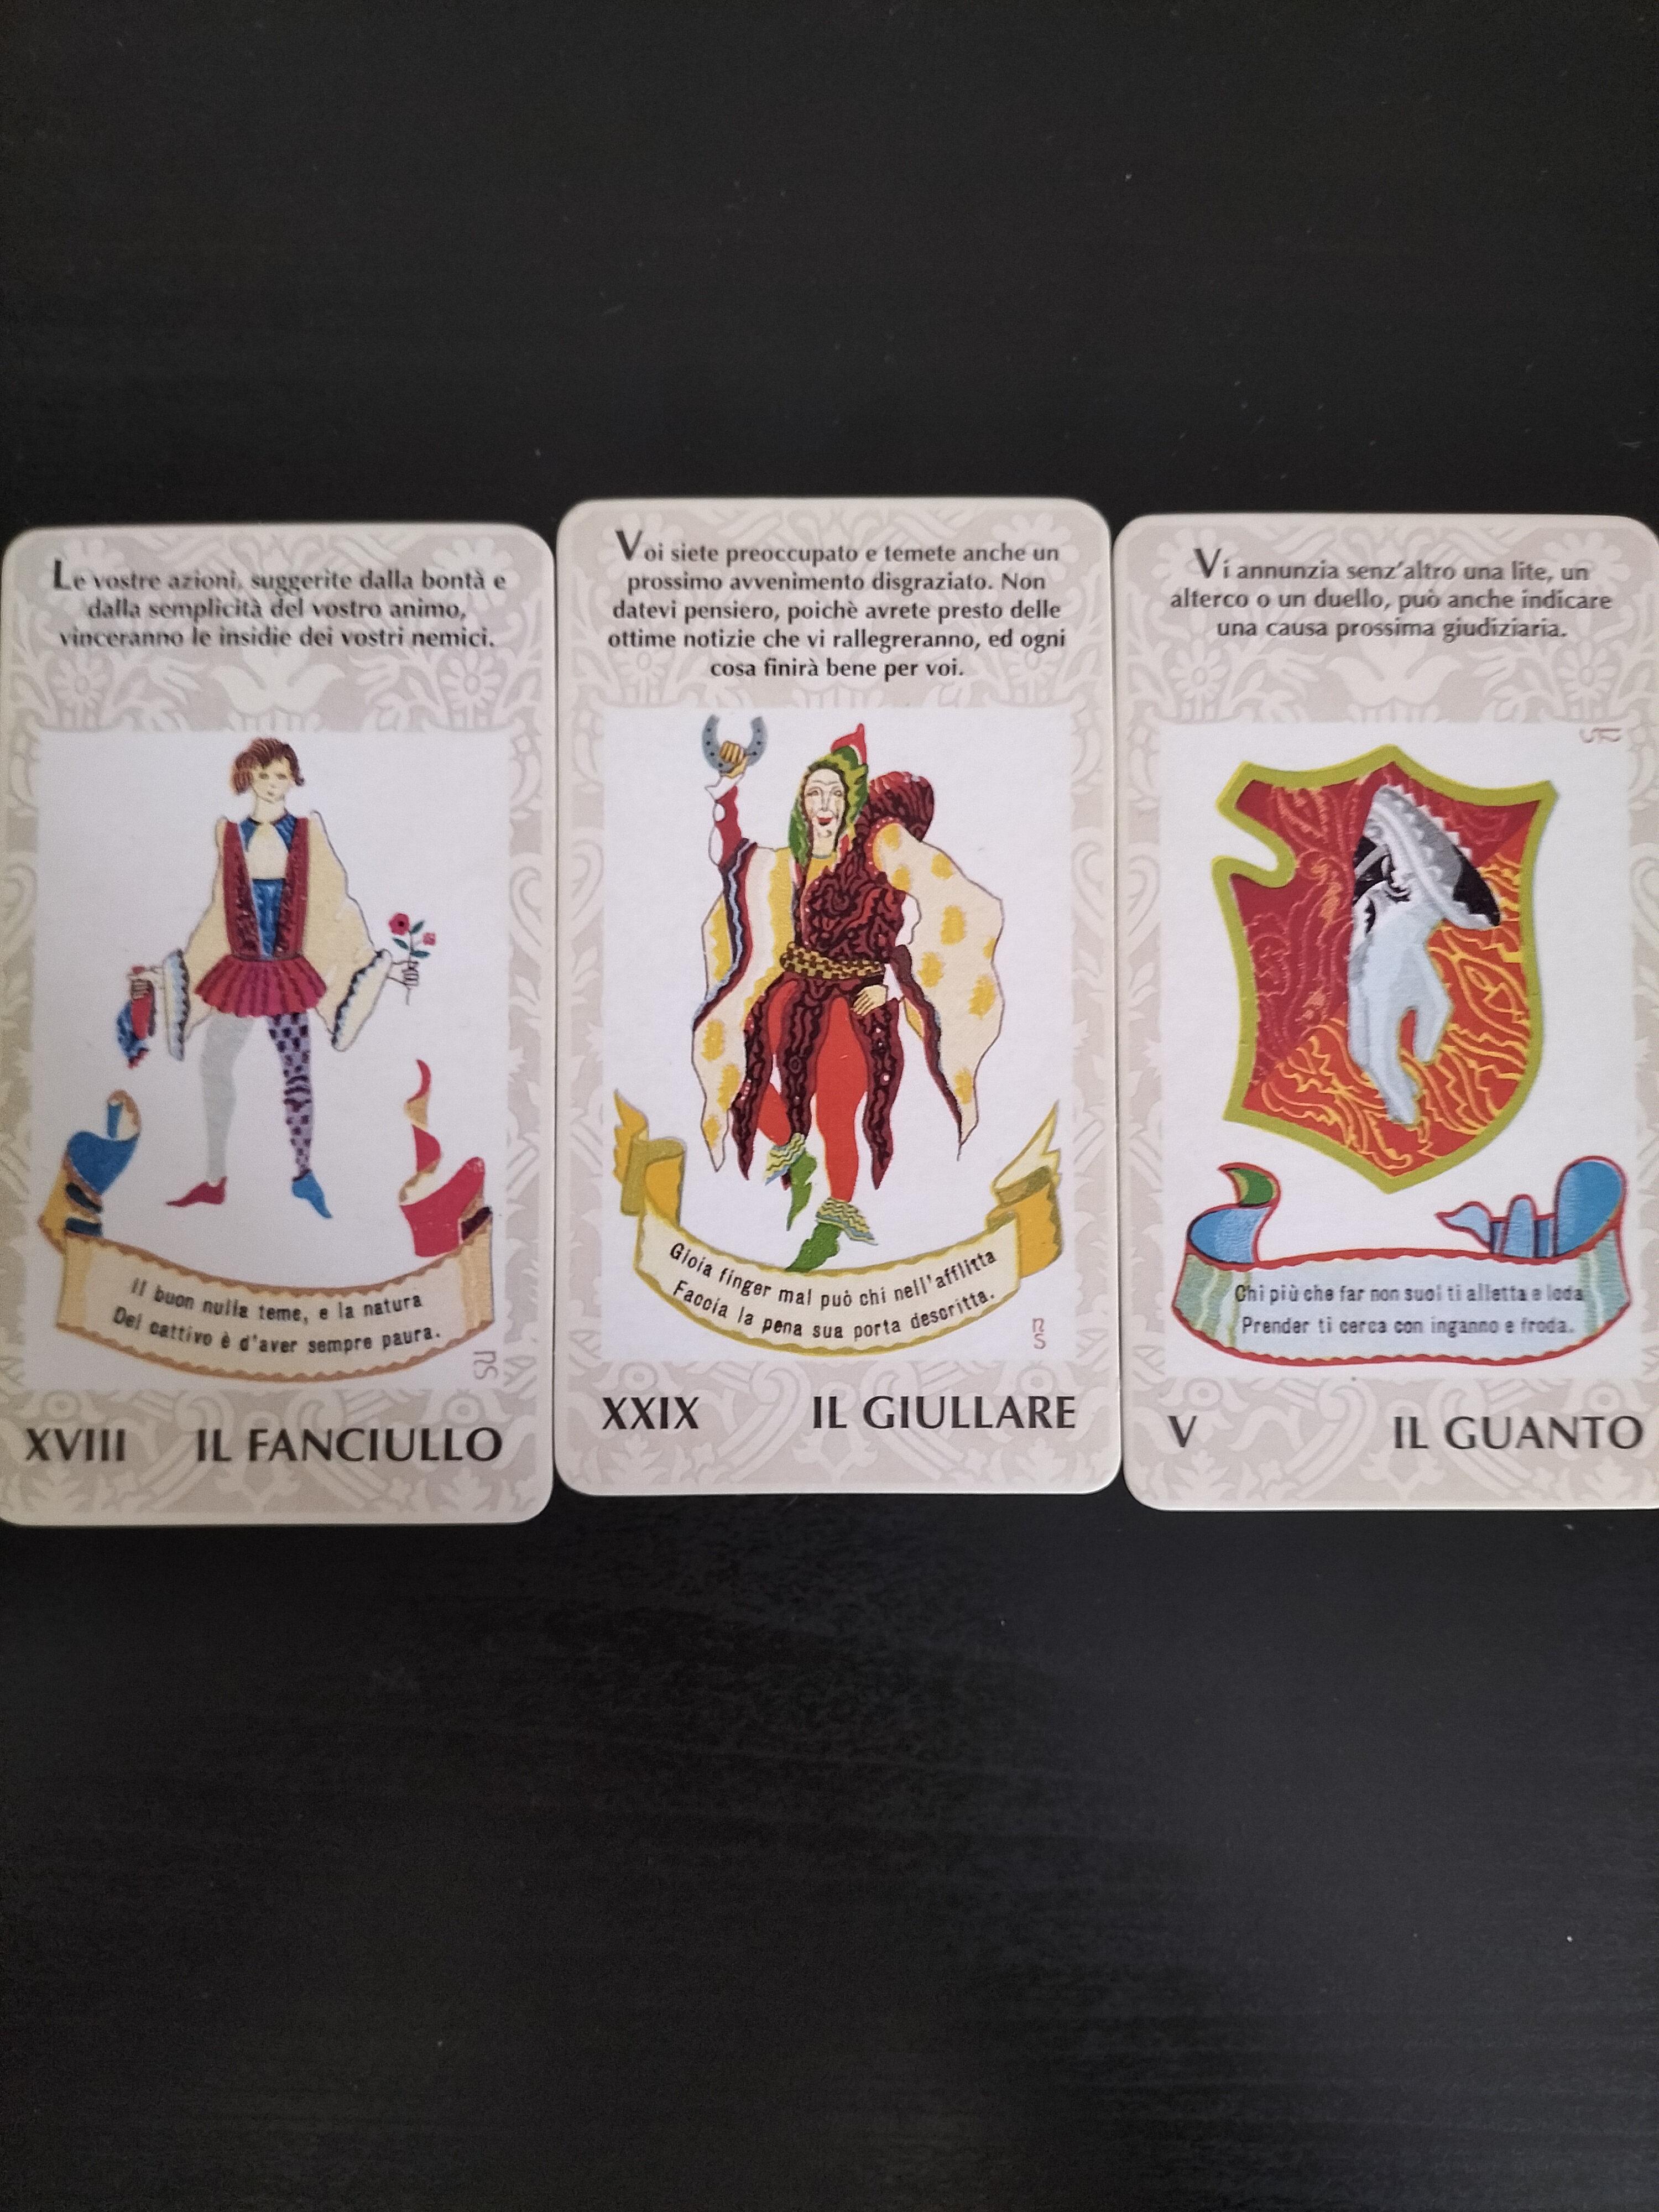 Le vostre azioni, suggerite dalla bontà e
dalla semplicità del vostro animo,
vinceranno le insidie dei vostri nemici.
Il buon nulla teme, e la natura
Del cattivo è d'aver sempre paura.
ns
XVIII IL FANCIULLO
Voi siete preoccupato e temete anche un
prossimo avvenimento disgraziato. Non
datevi pensiero, poichè avrete presto delle
ottime notizie che vi rallegreranno, ed ogni
cosa finirà bene per voi.
Gioia finger mal può chi nell'afflitta
Faccia la pena sua porta descritta.
ns
XXIX IL GIULLARE
Vi annunzia senz'altro una lite, un
alterco o un duello, può anche indicare
una causa prossima giudiziaria.
ns
Chi più che far non suol ti alletta e loda
Prender ti cerca con inganno e froda.
V IL GUANTO